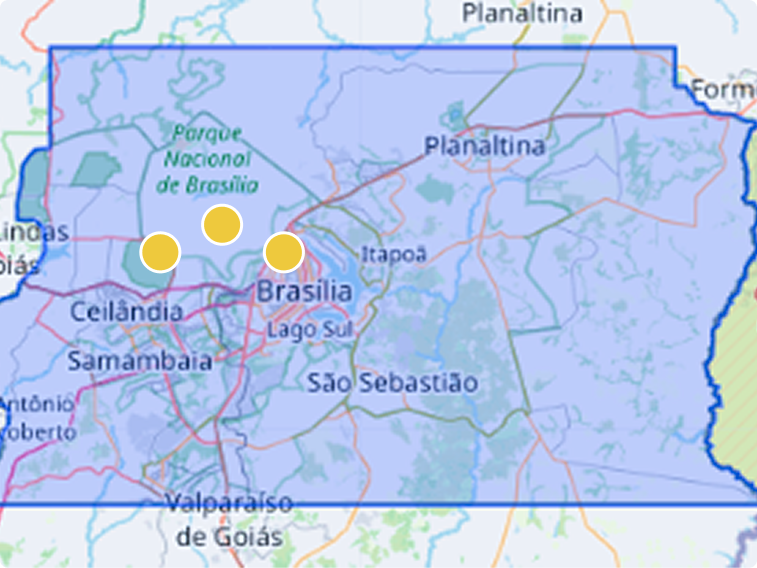 Planaltina
Form
Parque
Nacional
de Brasília
Planaltina
indas
oiás
Itapoã
Brasília
Ceilândia
Lago Sul
Samambaia
São Sebastião
Antônio
oberto
Valparaíso
de Goiás